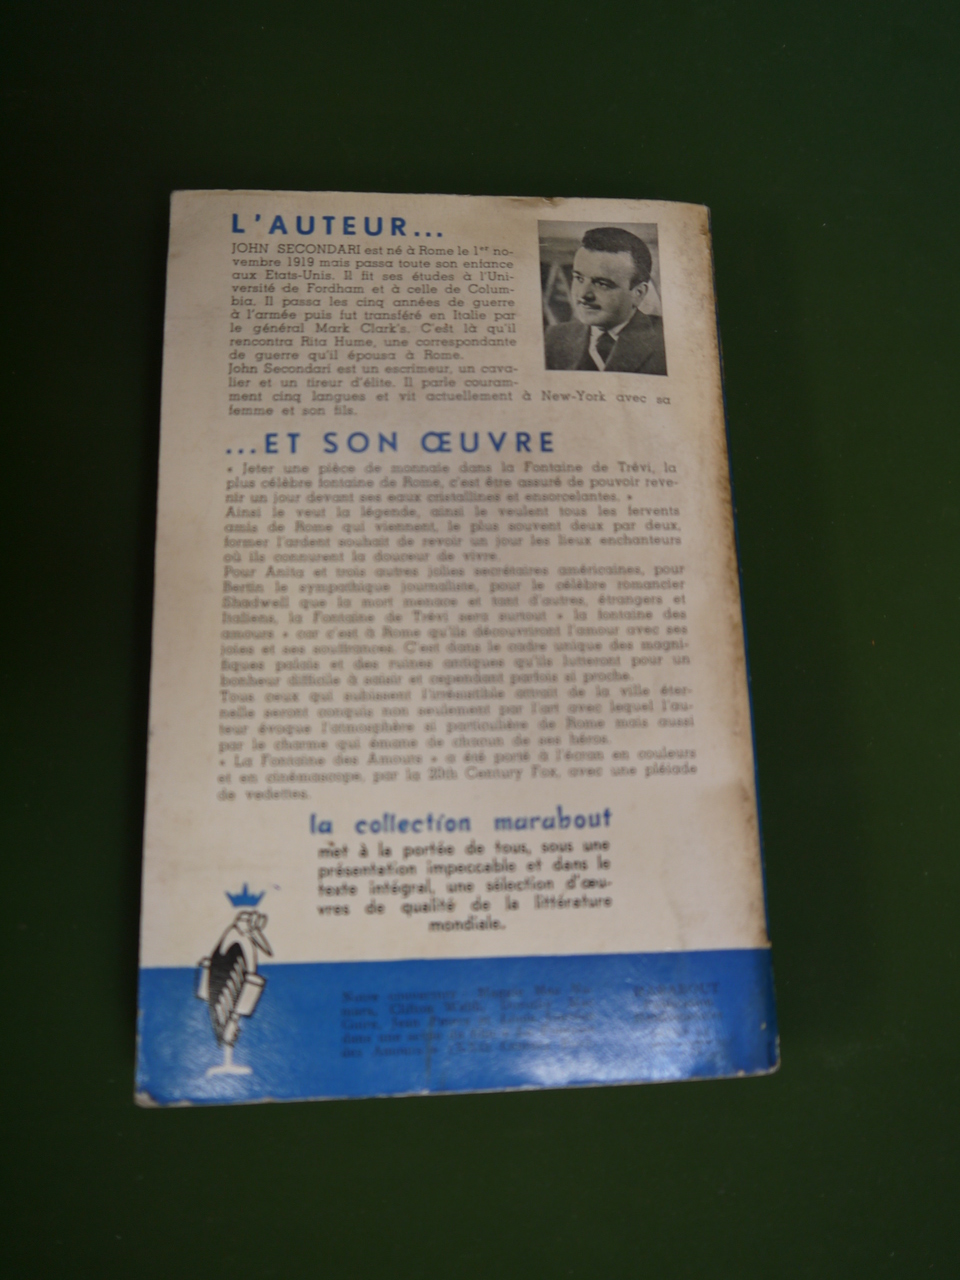 L'AUTEUR...
JOHN SECONDARI est né à Rome le 1er no-
vembre 1919 mais passa toute son enfance
aux Etats-Unis. Il fit ses études à l'Uni-
versité de Fordham et à celle de Colum-
bia. Il passa les cinq années de guerre
à l'armée puis fut transféré en Italie par
le général Mark Clark's. C'est là qu'il
rencontra Rita Hume, une correspondante
de guerre qu'il épousa à Rome.
John Secondari est un escrimeur, un cava-
lier et un tireur d'élite. Il parle couram-
ment cinq langues et vit actuellement à New-York avec sa
femme et son fils.
...ET SON ŒUVRE
« Jeter une pièce de monnaie dans la Fontaine de Trévi, la
plus célèbre fontaine de Rome, c'est être assuré de pouvoir reve-
nir un jour devant ses eaux cristallines et ensorcelantes. »
Ainsi le veut la légende, ainsi le veulent tous les fervents
amis de Rome qui viennent, le plus souvent deux par deux,
former l'ardent souhait de revoir un jour les lieux enchanteurs
où ils connurent la douceur de vivre.
Pour Anita et trois autres jolies secrétaires américaines, pour
Bertin le sympathique journaliste, pour le célèbre romancier
Shadwell que la mort menace et tant d'autres, étrangers et
Italiens, la Fontaine de Trévi sera surtout « la fontaine des
amours » car c'est à Rome qu'ils découvriront l'amour avec ses
joies et ses souffrances. C'est dans le cadre unique des magni-
fiques palais et des ruines antiques qu'ils lutteront pour un
bonheur difficile à saisir et cependant parfois si proche.
Tous ceux qui subissent l'irrésistible attrait de la ville éter-
nelle seront conquis non seulement par l'art avec lequel l'au-
teur évoque l'atmosphère si particulière de Rome mais aussi
par le charme qui émane de chacun de ses héros.
« La Fontaine des Amours » a été porté à l'écran en couleurs
et en cinémascope, par la 20th Century Fox, avec une pléiade
de vedettes.
la collection marabout
met à la portée de tous, sous une
présentation impeccable et dans le
texte intégral, une sélection d'œu-
vres de qualité de la littérature
mondiale.
Notre couverture
MARABOUT